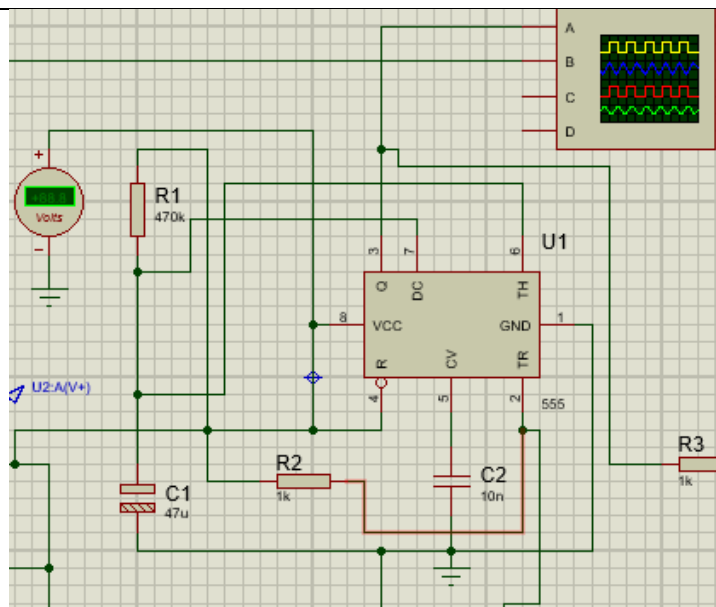 A
B
C
D
+
Volts
−
R1
470k
U1
3
7
6
Q
DC
TH
8
VCC
GND
1
R
CV
TR
4
5
2
555
U2:A(V+)
R2
1k
C2
10n
C1
47u
R3
1k